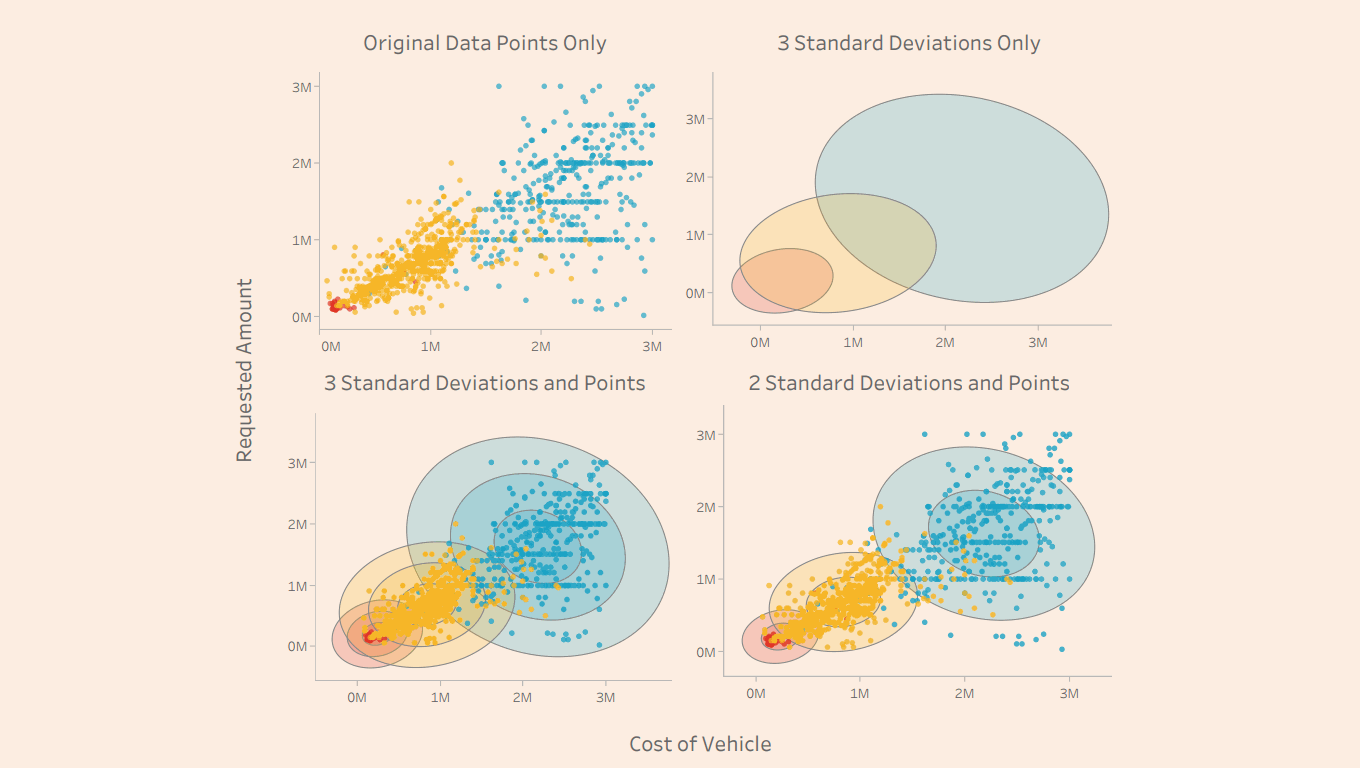 Original Data Points Only
3M
2M
1M
0M
0M 1M 2M 3M
3 Standard Deviations Only
3M
2M
1M
0M
0M 1M 2M 3M
Requested Amount
3 Standard Deviations and Points
3M
2M
1M
0M
0M 1M 2M 3M
2 Standard Deviations and Points
3M
2M
1M
0M
0M 1M 2M 3M
Cost of Vehicle